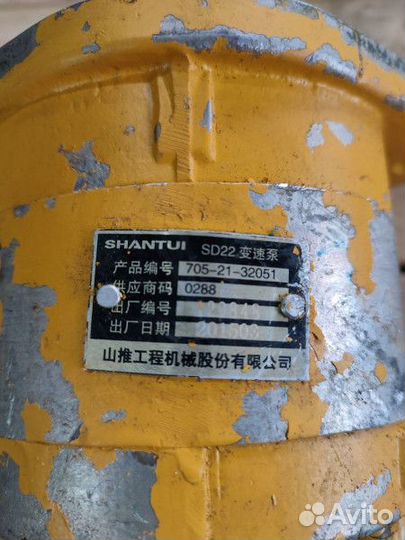 SHANTUI SD22 变速泵
产品编号 705-21-32051
供应商码 0288
出厂编号
出厂日期
山推工程机械股份有限公司
Avito